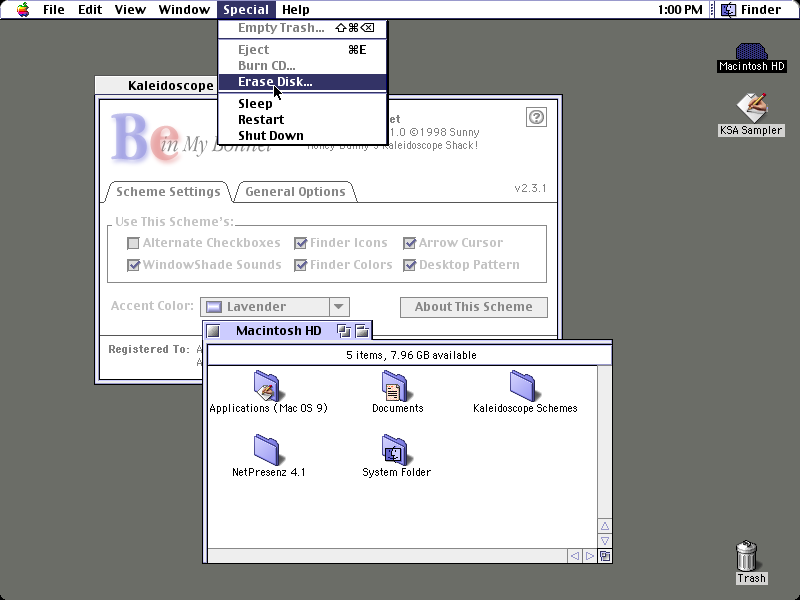 File Edit View Window Special Help 1:00 PM Finder
Empty Trash... ⇧⌘⌫
Eject ⌘E
Burn CD...
Erase Disk...
Sleep
Restart
Shut Down
Macintosh HD
KSA Sampler
Kaleidoscope
Be in My Bonnet
et
1.0 ©1998 Sunny
Honey Bunny's Kaleidoscope Shack!
?
Scheme Settings General Options v2.3.1
Use This Scheme's:
Alternate Checkboxes Finder Icons Arrow Cursor
WindowShade Sounds Finder Colors Desktop Pattern
Accent Color: Lavender About This Scheme
Registered To: A
A
Macintosh HD
5 items, 7.96 GB available
Applications (Mac OS 9) Documents Kaleidoscope Schemes
NetPresenz 4.1 System Folder
Trash